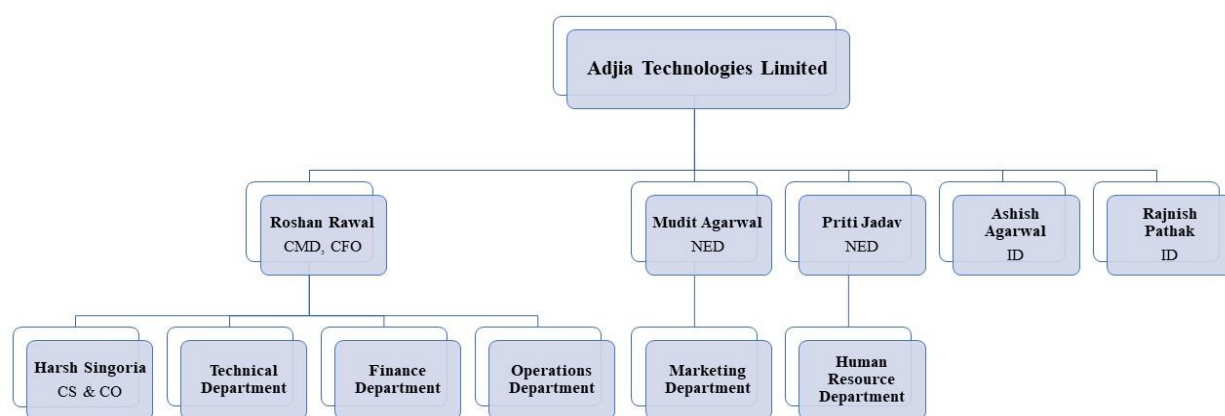 Adjia Technologies Limited
Roshan Rawal
CMD, CFO
Mudit Agarwal
NED
Priti Jadav
NED
Ashish
Agarwal
ID
Rajnish
Pathak
ID
Harsh Singoria
CS & CO
Technical
Department
Finance
Department
Operations
Department
Marketing
Department
Human
Resource
Department